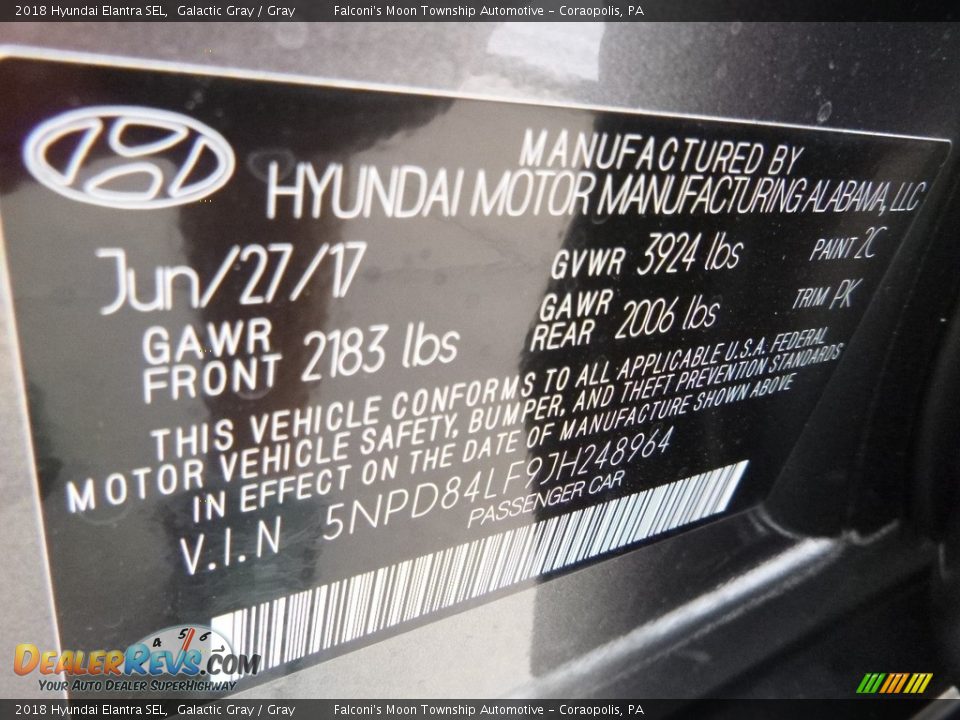 2018 Hyundai Elantra SEL, Galactic Gray / Gray Falconi's Moon Township Automotive - Coraopolis, PA
MANUFACTURED BY
HYUNDAI MOTOR MANUFACTURING ALABAMA, LLC
Jun/27/17
GVWR 3924 lbs PAINT 2C
GAWR FRONT 2183 lbs
GAWR REAR 2006 lbs TRIM PK
THIS VEHICLE CONFORMS TO ALL APPLICABLE U.S.A. FEDERAL
MOTOR VEHICLE SAFETY, BUMPER, AND THEFT PREVENTION STANDARDS
IN EFFECT ON THE DATE OF MANUFACTURE SHOWN ABOVE
V.I.N 5NPD84LF9JH248964
PASSENGER CAR
4 5 6
DEALERREVS.COM
YOUR AUTO DEALER SUPERHIGHWAY
2018 Hyundai Elantra SEL, Galactic Gray / Gray Falconi's Moon Township Automotive - Coraopolis, PA